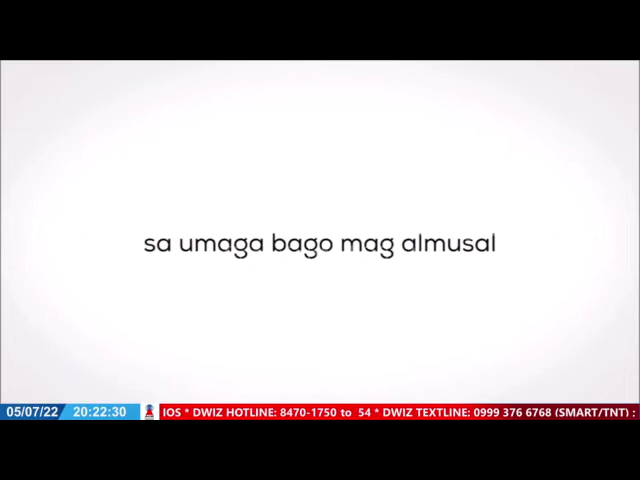 sa umaga bago mag almusal
05/07/22 20:22:30 IOS * DWIZ HOTLINE: 8470-1750 to 54 * DWIZ TEXTLINE: 0999 376 6768 (SMART/TNT) :